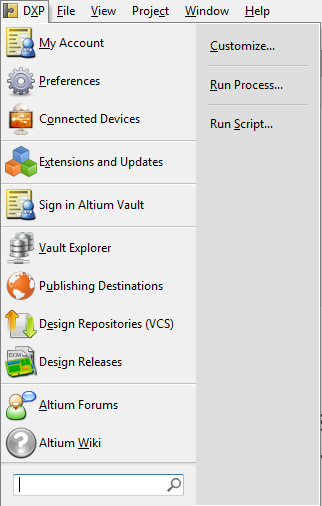 DXP File View Project Window Help
My Account
Preferences
Connected Devices
Extensions and Updates
Sign in Altium Vault
Vault Explorer
Publishing Destinations
Design Repositories (VCS)
Design Releases
Altium Forums
Altium Wiki
Customize...
Run Process...
Run Script...